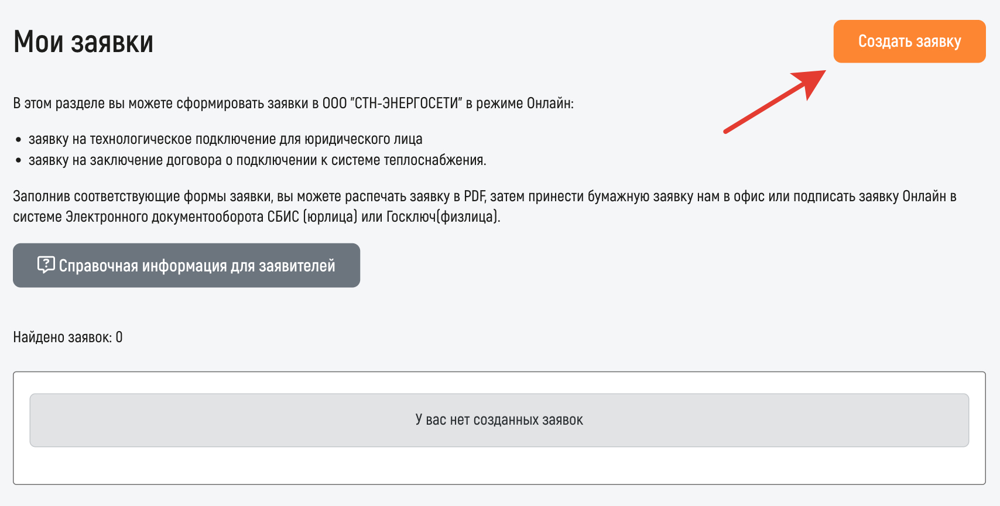 Мои заявки
Создать заявку
В этом разделе вы можете сформировать заявки в ООО "СТН-ЭНЕРГОСЕТИ" в режиме Онлайн:
• заявку на технологическое подключение для юридического лица
• заявку на заключение договора о подключении к системе теплоснабжения.
Заполнив соответствующие формы заявки, вы можете распечать заявку в PDF, затем принести бумажную заявку нам в офис или подписать заявку Онлайн в
системе Электронного документооборота СБИС (юрлица) или Госключ(физлица).
Справочная информация для заявителей
Найдено заявок: 0
У вас нет созданных заявок